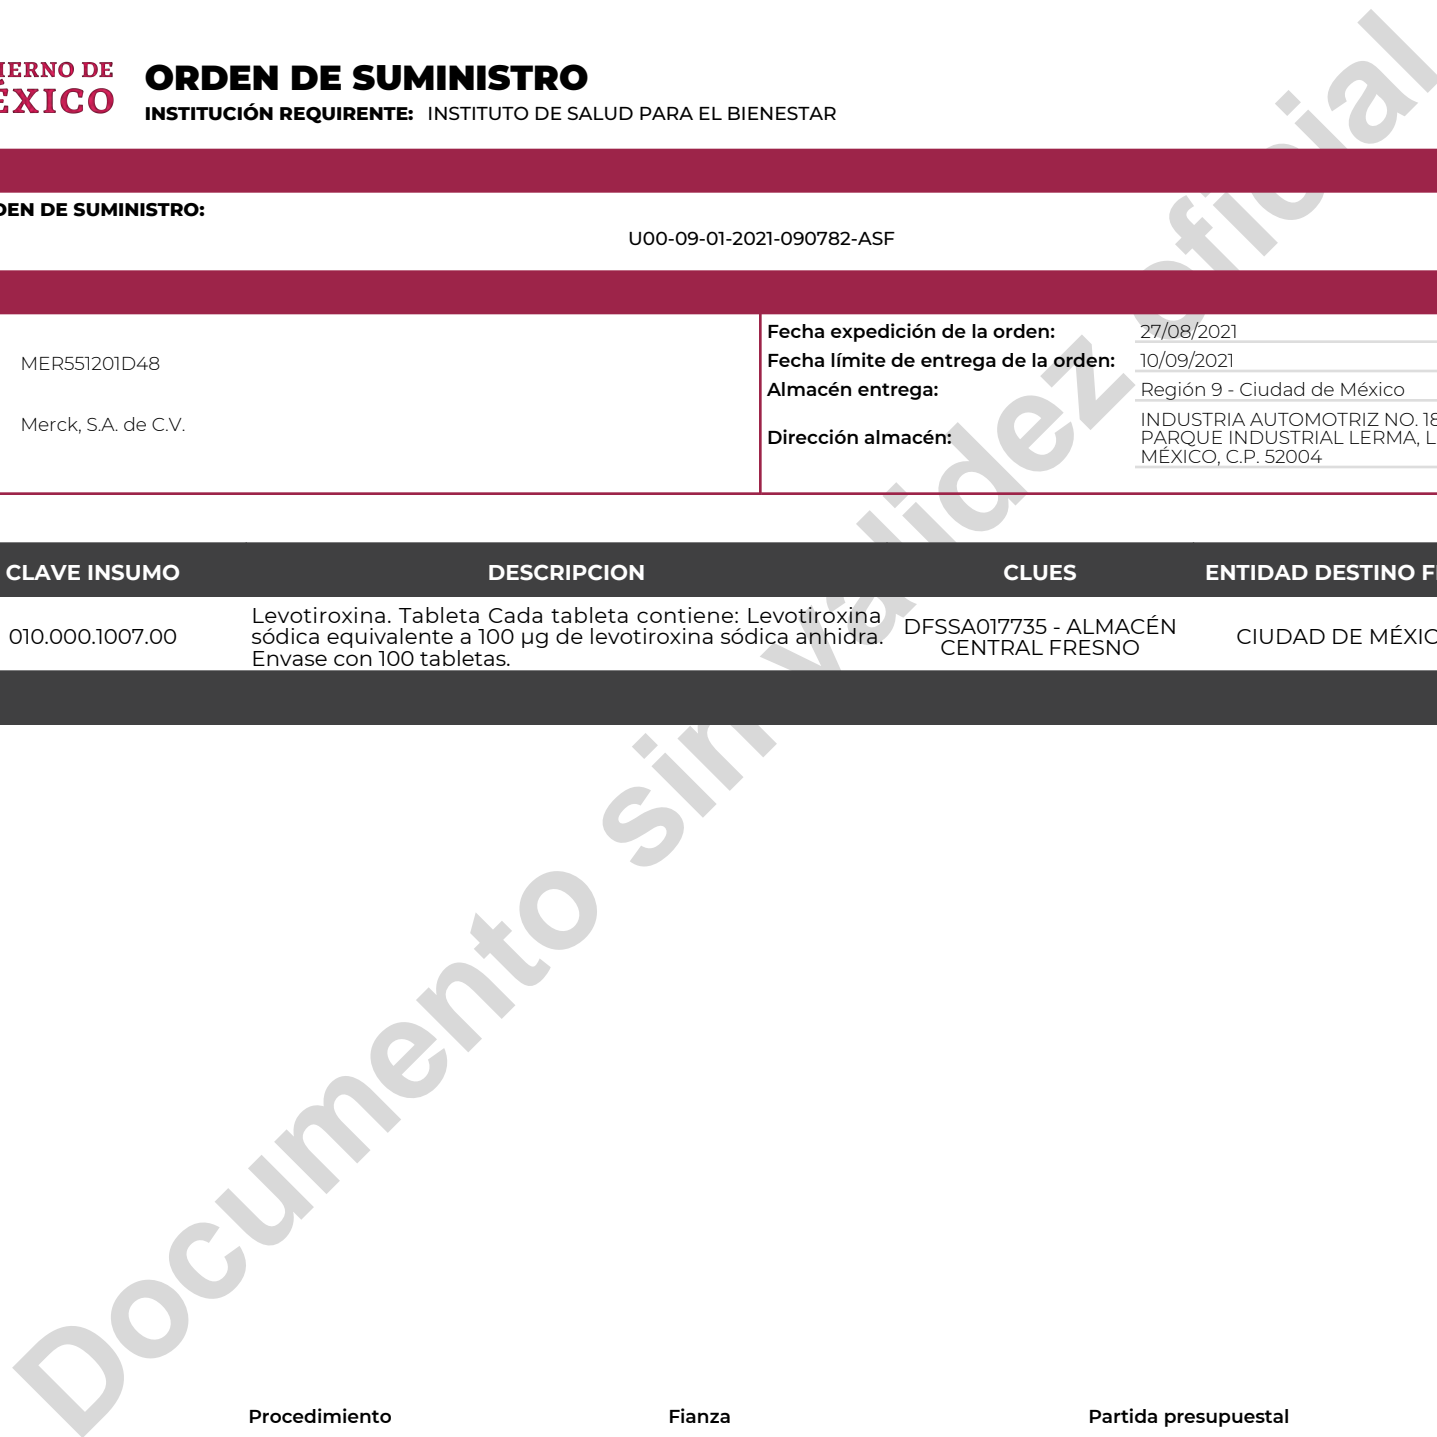 IERNO DE
ÉXICO
ORDEN DE SUMINISTRO
INSTITUCIÓN REQUIRENTE: INSTITUTO DE SALUD PARA EL BIENESTAR
DEN DE SUMINISTRO:
U00-09-01-2021-090782-ASF
MER551201D48
Merck, S.A. de C.V.
Fecha expedición de la orden: 27/08/2021
Fecha límite de entrega de la orden: 10/09/2021
Almacén entrega: Región 9 - Ciudad de México
Dirección almacén: INDUSTRIA AUTOMOTRIZ NO. 18
PARQUE INDUSTRIAL LERMA, L
MÉXICO, C.P. 52004
CLAVE INSUMO DESCRIPCION CLUES ENTIDAD DESTINO F
010.000.1007.00
Levotiroxina. Tableta Cada tableta contiene: Levotiroxina
sódica equivalente a 100 µg de levotiroxina sódica anhidra.
Envase con 100 tabletas.
DFSSA017735 - ALMACÉN
CENTRAL FRESNO
CIUDAD DE MÉXIC
Documento sin validez oficial
Procedimiento Fianza Partida presupuestal